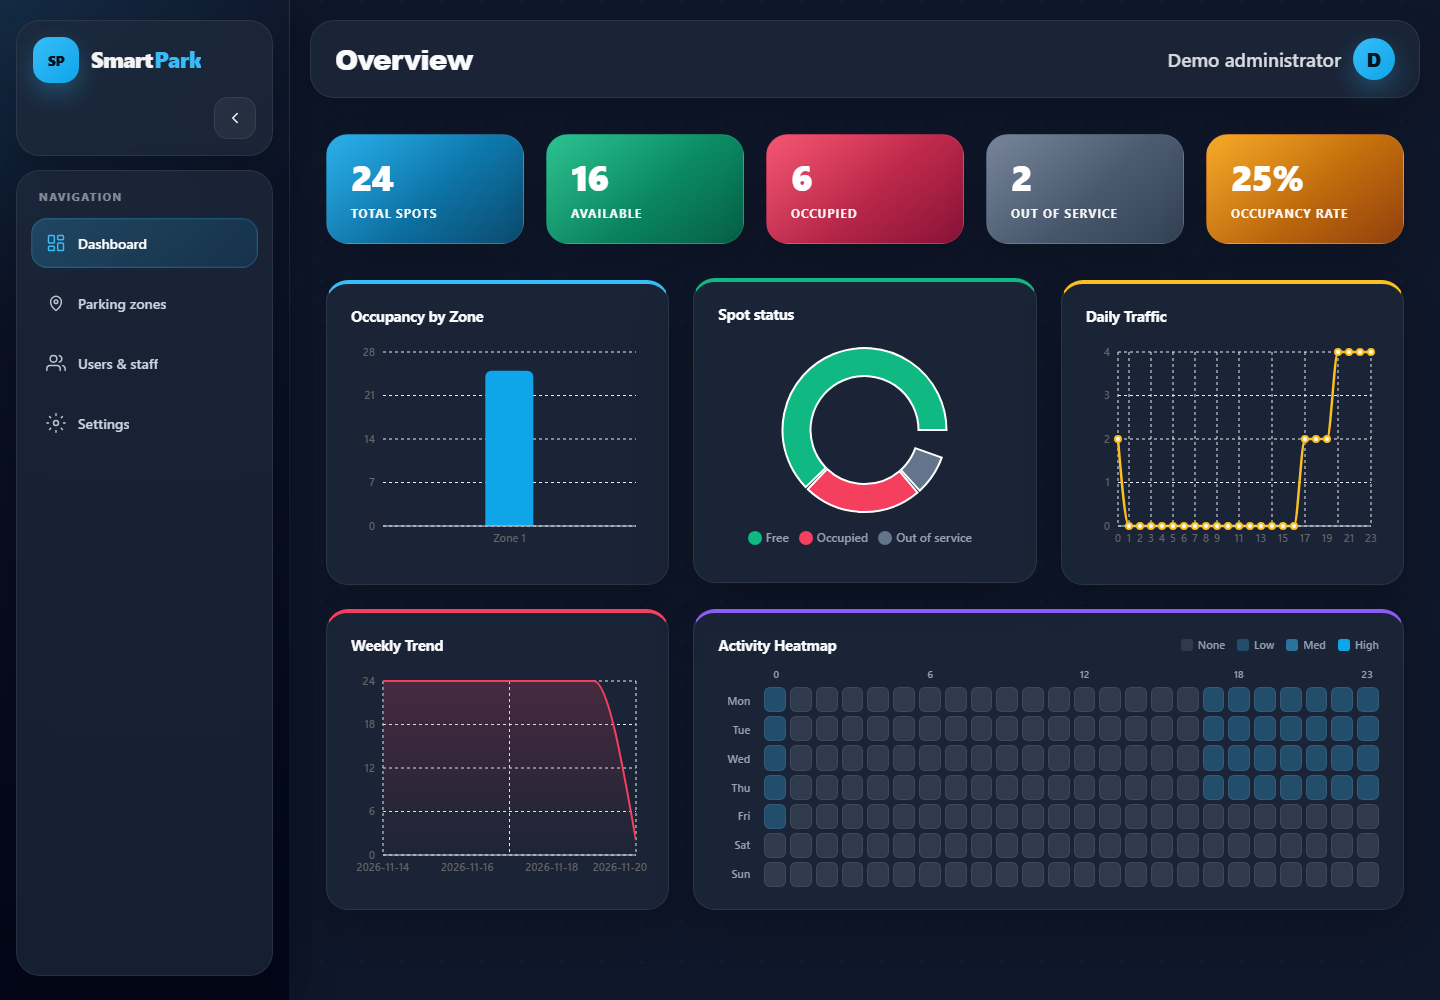 SP
SmartPark
NAVIGATION
Dashboard
Parking zones
Users & staff
Settings
Overview
Demo administrator
D
24
TOTAL SPOTS
16
AVAILABLE
6
OCCUPIED
2
OUT OF SERVICE
25%
OCCUPANCY RATE
Occupancy by Zone
28
21
14
7
0
Zone 1
Spot status
Free
Occupied
Out of service
Daily Traffic
4
3
2
1
0
0 1 2 3 4 5 6 7 8 9 11 13 15 17 19 21 23
Weekly Trend
24
18
12
6
0
2026-11-14 2026-11-16 2026-11-18 2026-11-20
Activity Heatmap
None Low Med High
0 6 12 18 23
Mon
Tue
Wed
Thu
Fri
Sat
Sun